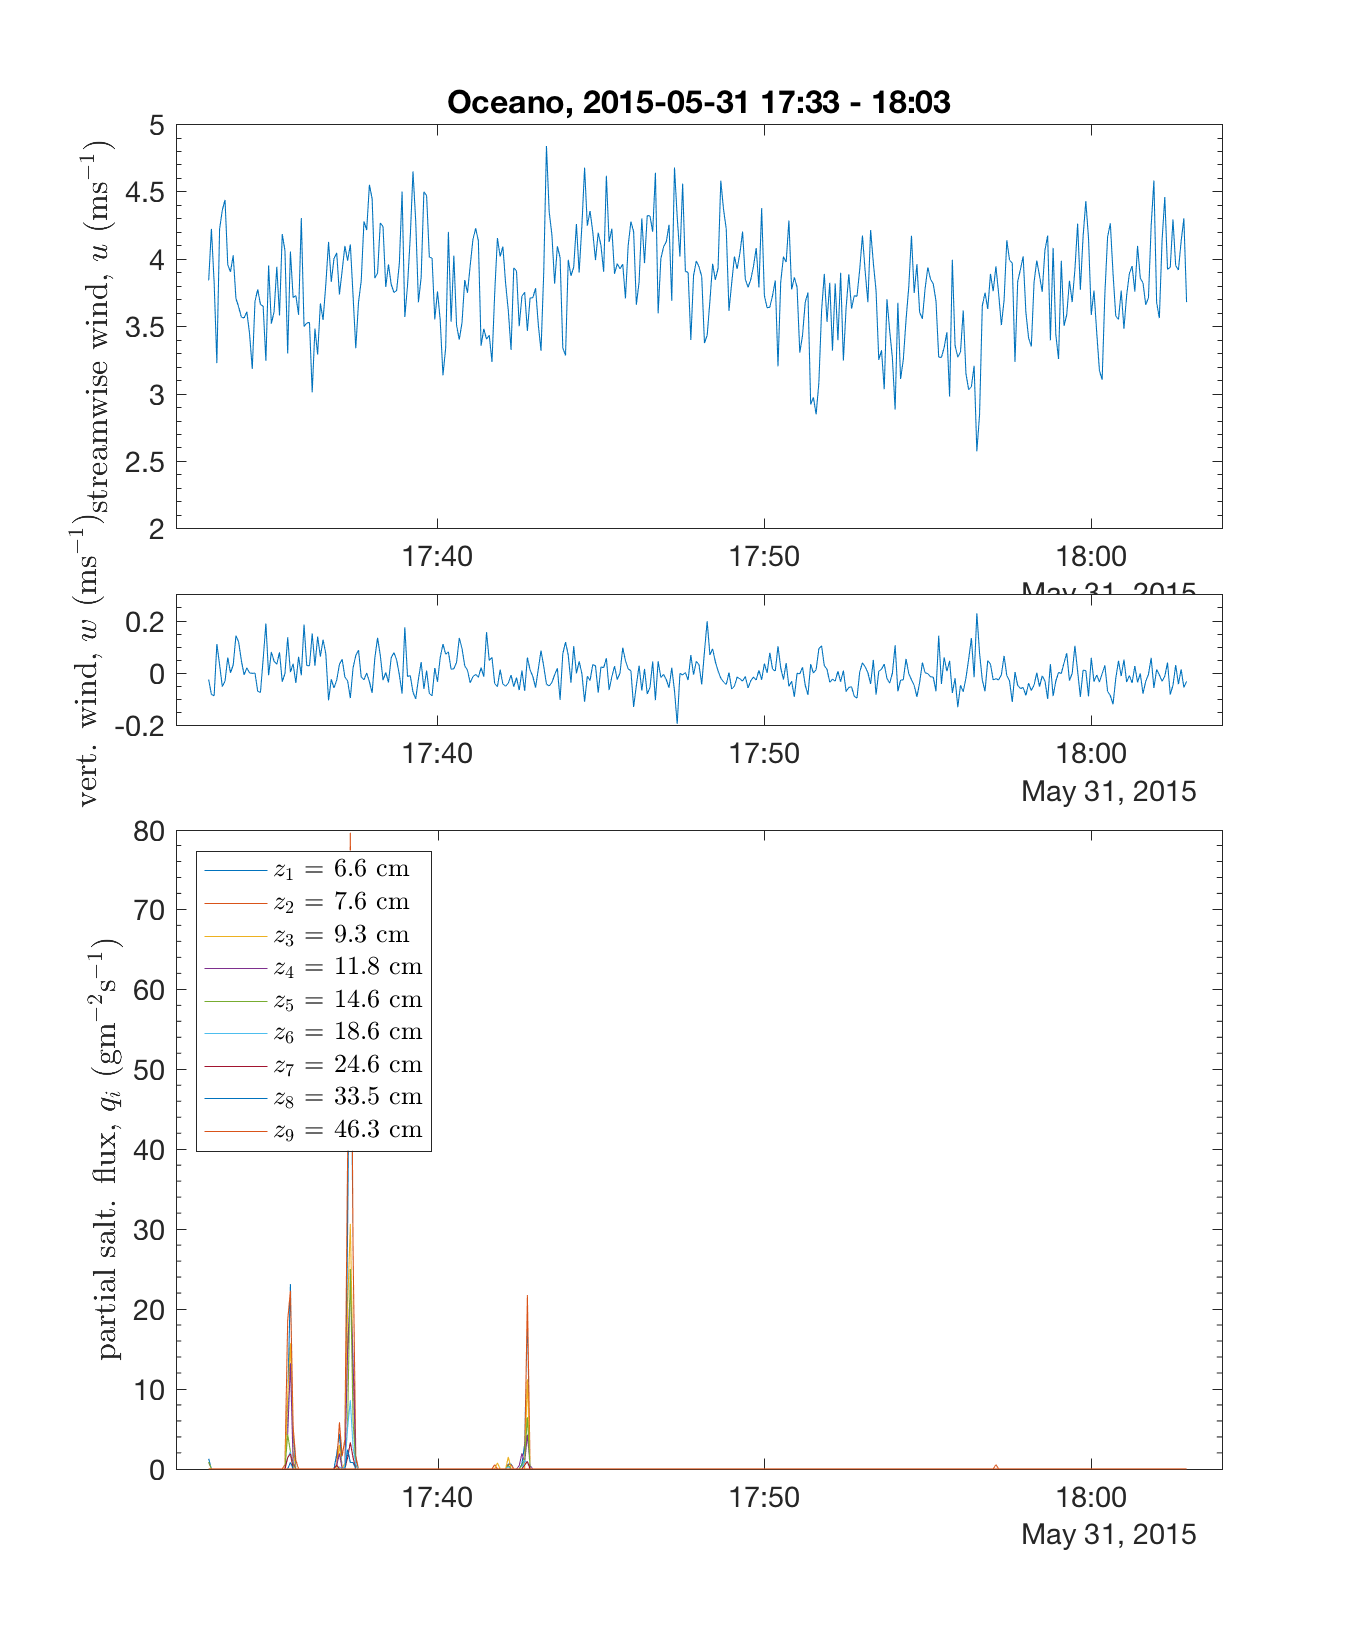 Oceano, 2015-05-31 17:33 - 18:03
streamwise wind, u (ms⁻¹)
5
4.5
4
3.5
3
2.5
2
17:40 17:50 18:00
May 31, 2015
vert. wind, w (ms⁻¹)
0.2
0
-0.2
17:40 17:50 18:00
May 31, 2015
partial salt. flux, qᵢ (gm⁻²s⁻¹)
80
70
60
50
40
30
20
10
0
z₁ = 6.6 cm
z₂ = 7.6 cm
z₃ = 9.3 cm
z₄ = 11.8 cm
z₅ = 14.6 cm
z₆ = 18.6 cm
z₇ = 24.6 cm
z₈ = 33.5 cm
z₉ = 46.3 cm
17:40 17:50 18:00
May 31, 2015